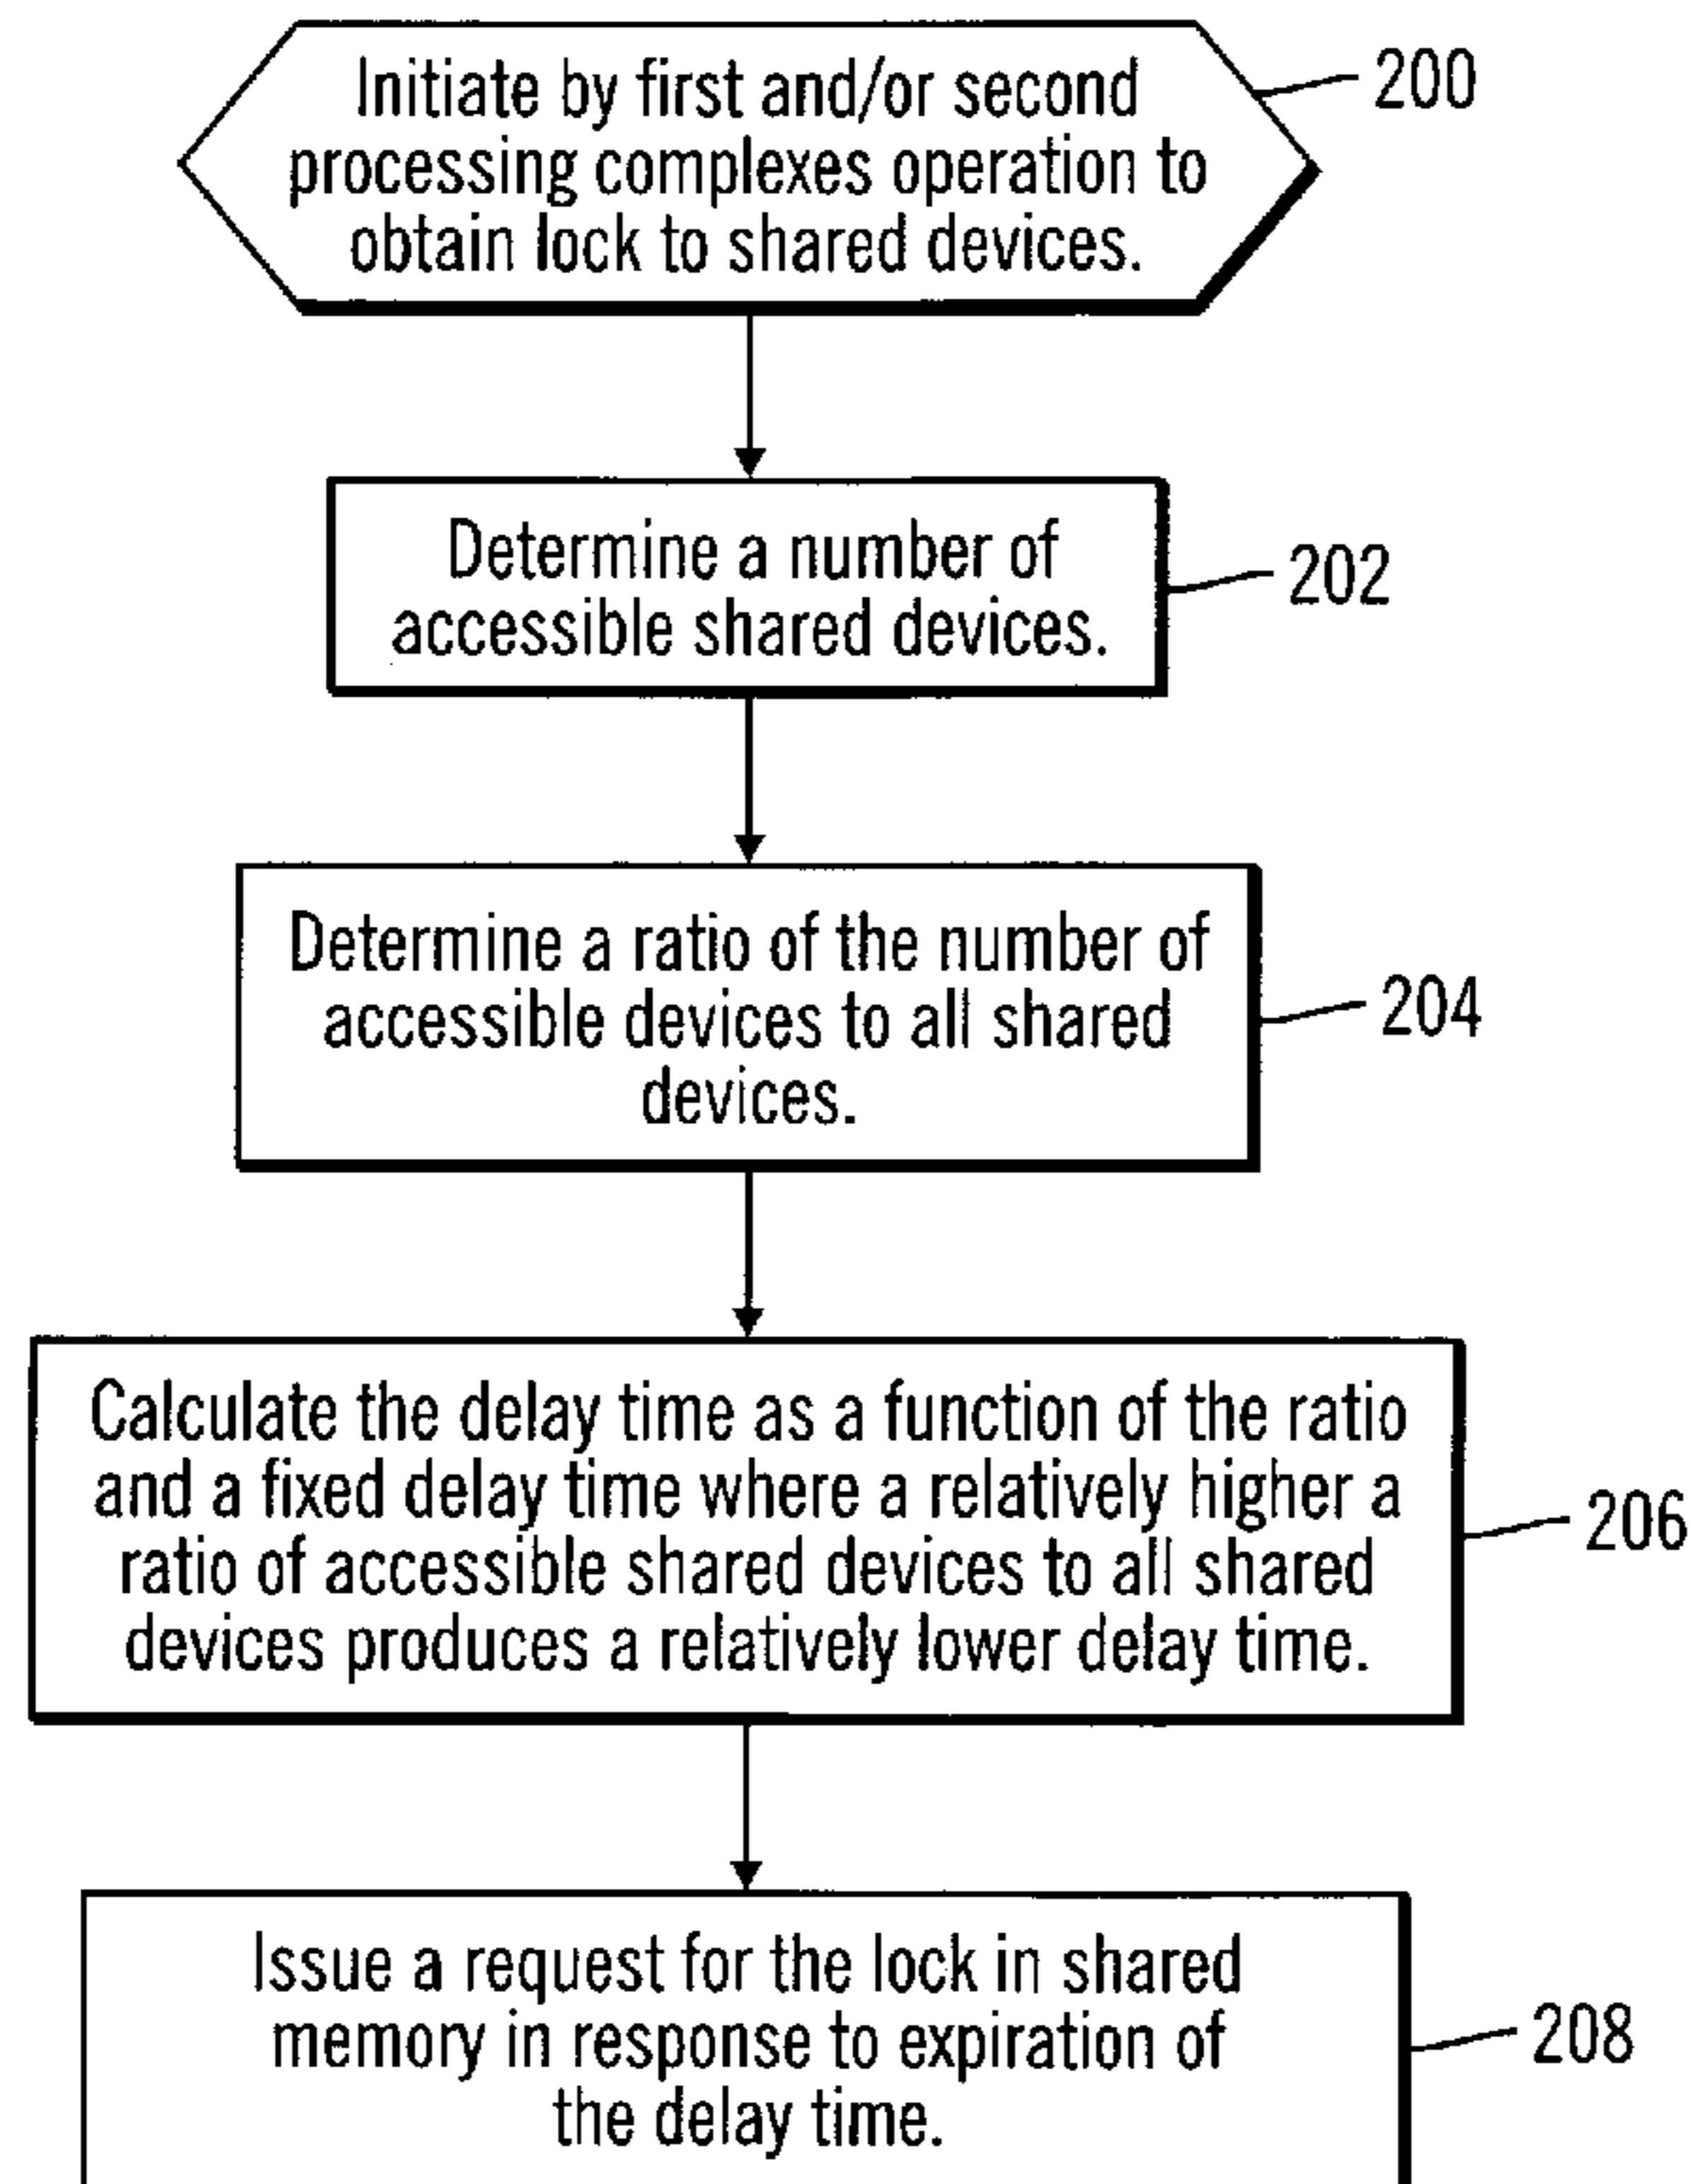 Initiate by first and/or second
processing complexes operation to
obtain lock to shared devices.
200
Determine a number of
accessible shared devices.
202
Determine a ratio of the number of
accessible devices to all shared
devices.
204
Calculate the delay time as a function of the ratio
and a fixed delay time where a relatively higher a
ratio of accessible shared devices to all shared
devices produces a relatively lower delay time.
206
Issue a request for the lock in shared
memory in response to expiration of
the delay time.
208